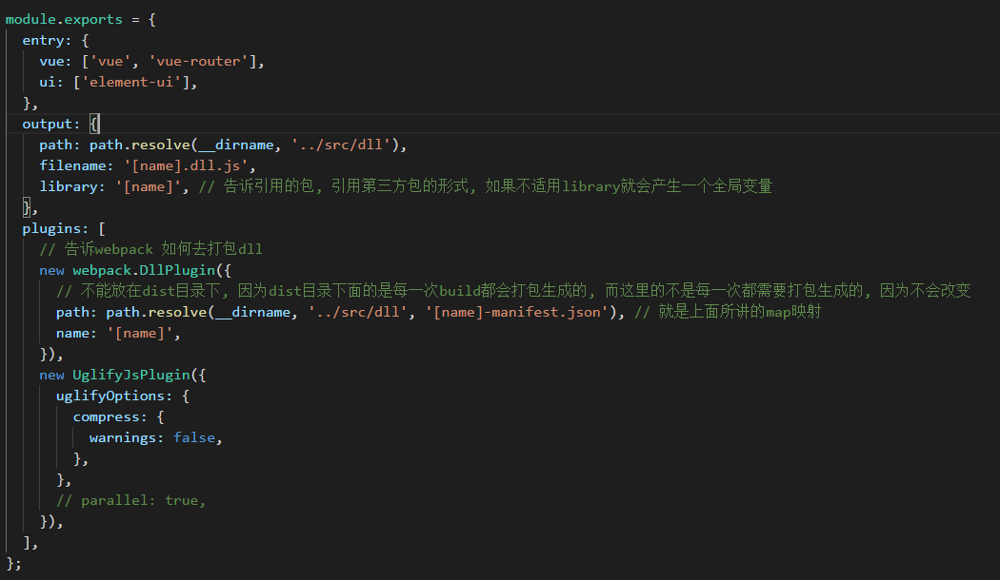 module.exports = {
  entry: {
    vue: ['vue', 'vue-router'],
    ui: ['element-ui'],
  },
  output: {
    path: path.resolve(__dirname, '../src/dll'),
    filename: '[name].dll.js',
    library: '[name]', // 告诉引用的包, 引用第三方包的形式, 如果不适用library就会产生一个全局变量
  },
  plugins: [
    // 告诉webpack 如何去打包dll
    new webpack.DllPlugin({
      // 不能放在dist目录下, 因为dist目录下面的是每一次build都会打包生成的, 而这里的不是每一次都需要打包生成的, 因为不会改变
      path: path.resolve(__dirname, '../src/dll', '[name]-manifest.json'), // 就是上面所讲的map映射
      name: '[name]',
    }),
    new UglifyJsPlugin({
      uglifyOptions: {
        compress: {
          warnings: false,
        },
      },
      // parallel: true,
    }),
  ],
};